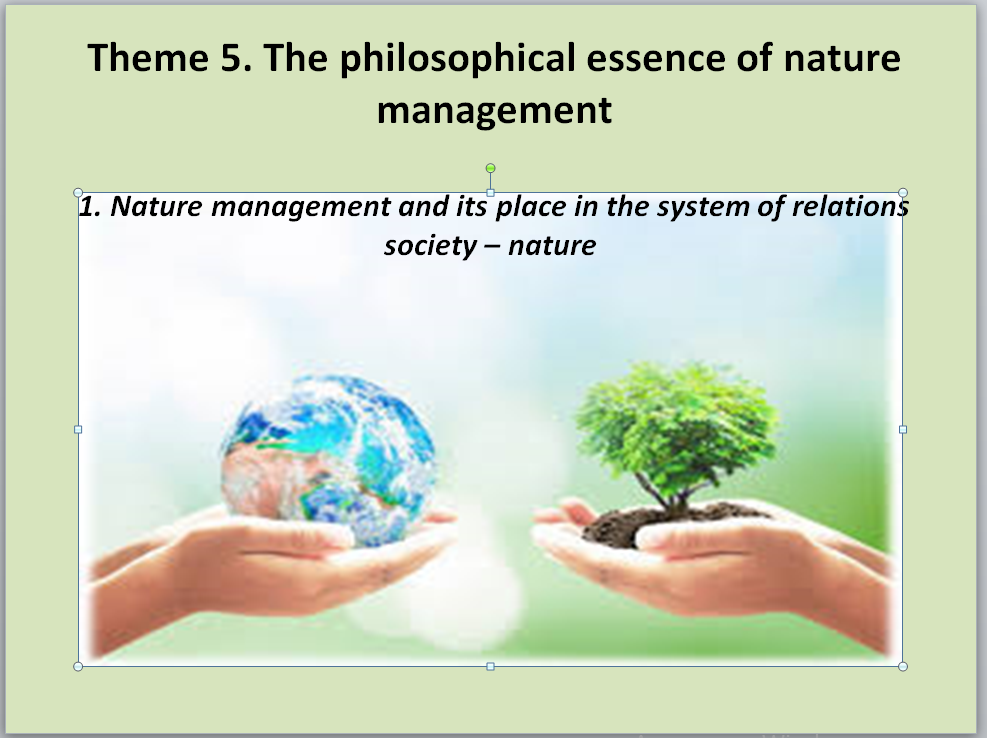 Theme 5. The philosophical essence of nature
management
1. Nature management and its place in the system of relations
society – nature